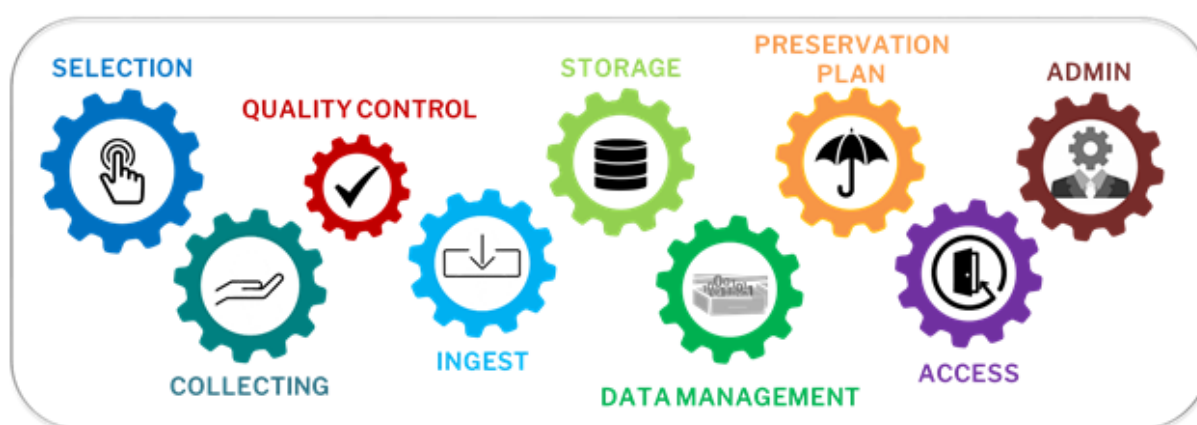 SELECTION
COLLECTING
QUALITY CONTROL
INGEST
STORAGE
DATA MANAGEMENT
PRESERVATION
PLAN
ACCESS
ADMIN